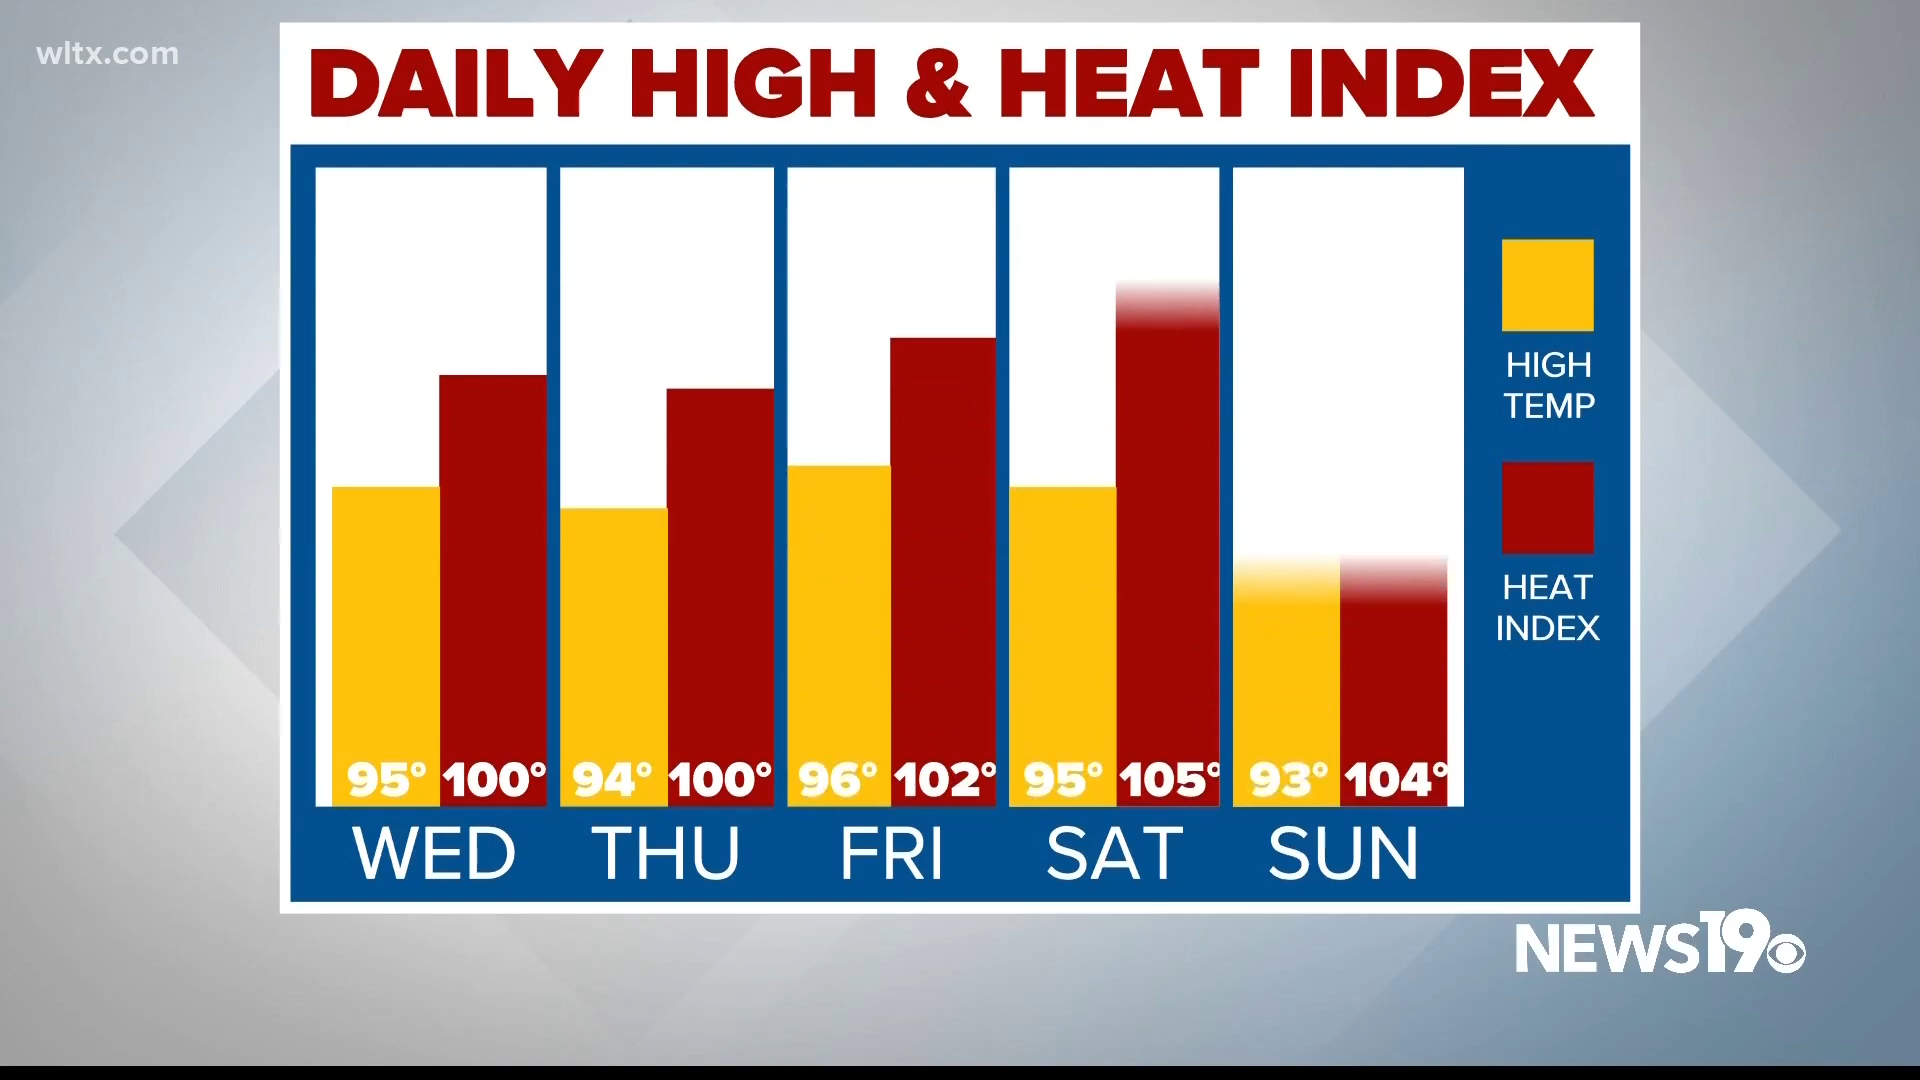 wltx.com
DAILY HIGH & HEAT INDEX
HIGH
TEMP
HEAT
INDEX
95° 100° 94° 100° 96° 102° 95° 105° 93° 104°
WED THU FRI SAT SUN
NEWS19